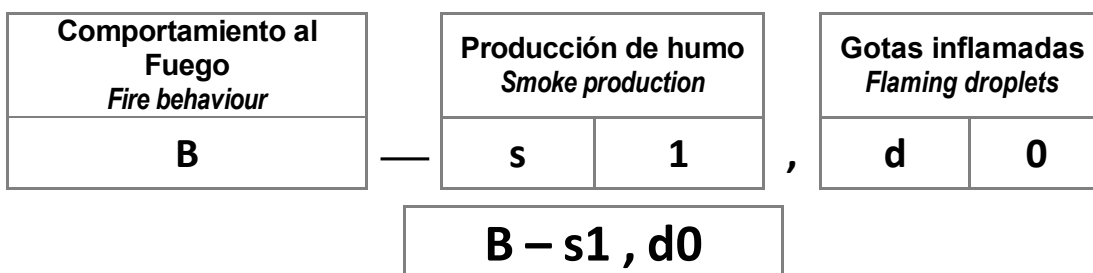 Comportamiento al
Fuego
Fire behaviour
Producción de humo
Smoke production
Gotas inflamadas
Flaming droplets
B — s 1 , d 0
B – s1 , d0